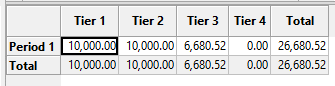 Tier 1 Tier 2 Tier 3 Tier 4 Total
Period 1 10,000.00 10,000.00 6,680.52 0.00 26,680.52
Total 10,000.00 10,000.00 6,680.52 0.00 26,680.52